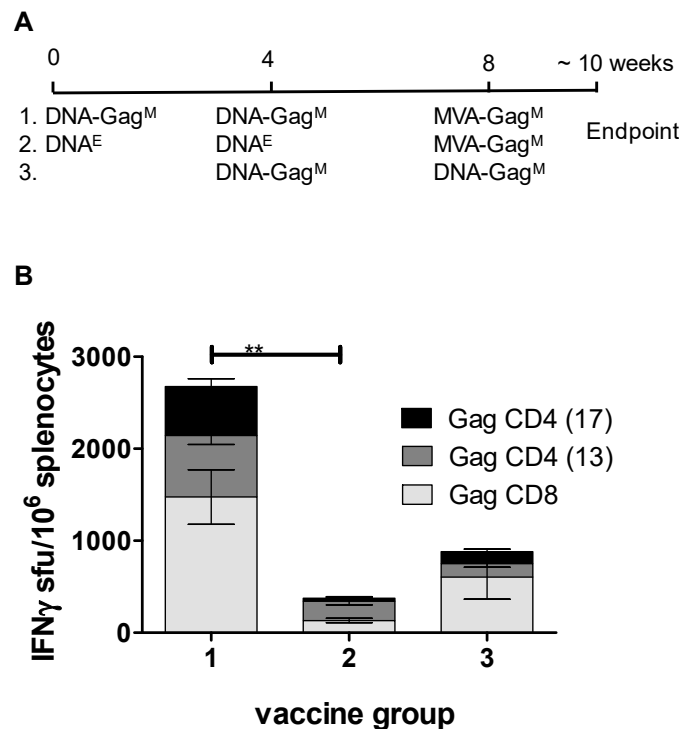 A
0 4 8 ~ 10 weeks
1. DNA-Gagᴹ DNA-Gagᴹ MVA-Gagᴹ
2. DNAᴱ DNAᴱ MVA-Gagᴹ
3. DNA-Gagᴹ DNA-Gagᴹ
Endpoint
B
IFNγ sfu/10⁶ splenocytes
3000
2000
1000
0
**
Gag CD4 (17)
Gag CD4 (13)
Gag CD8
1 2 3
vaccine group